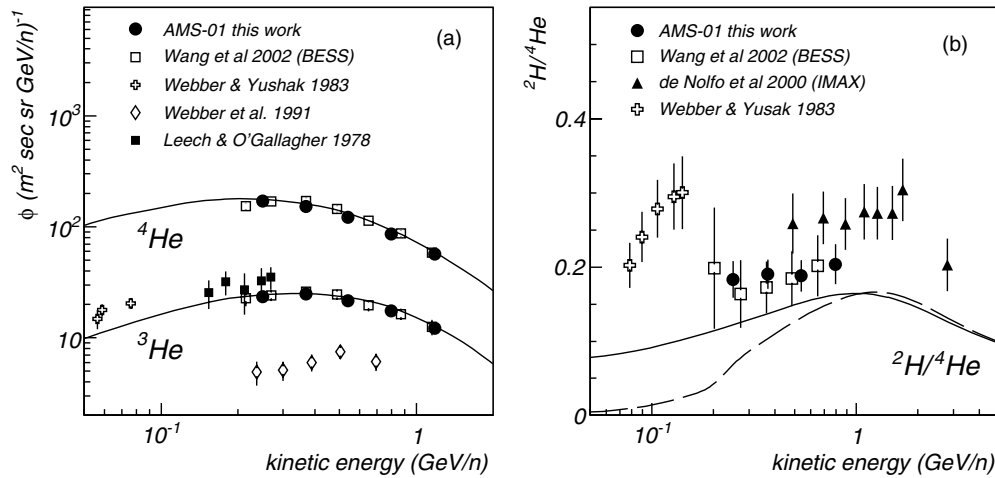 (a)
AMS-01 this work
Wang et al 2002 (BESS)
Webber & Yushak 1983
Webber et al. 1991
Leech & O'Gallagher 1978
ϕ (m² sec sr GeV/n)⁻¹
10³
10²
10
⁴He
³He
10⁻¹
1
kinetic energy (GeV/n)
(b)
AMS-01 this work
Wang et al 2002 (BESS)
de Nolfo et al 2000 (IMAX)
Webber & Yusak 1983
²H/⁴He
0.4
0.2
0
²H/⁴He
10⁻¹
1
kinetic energy (GeV/n)